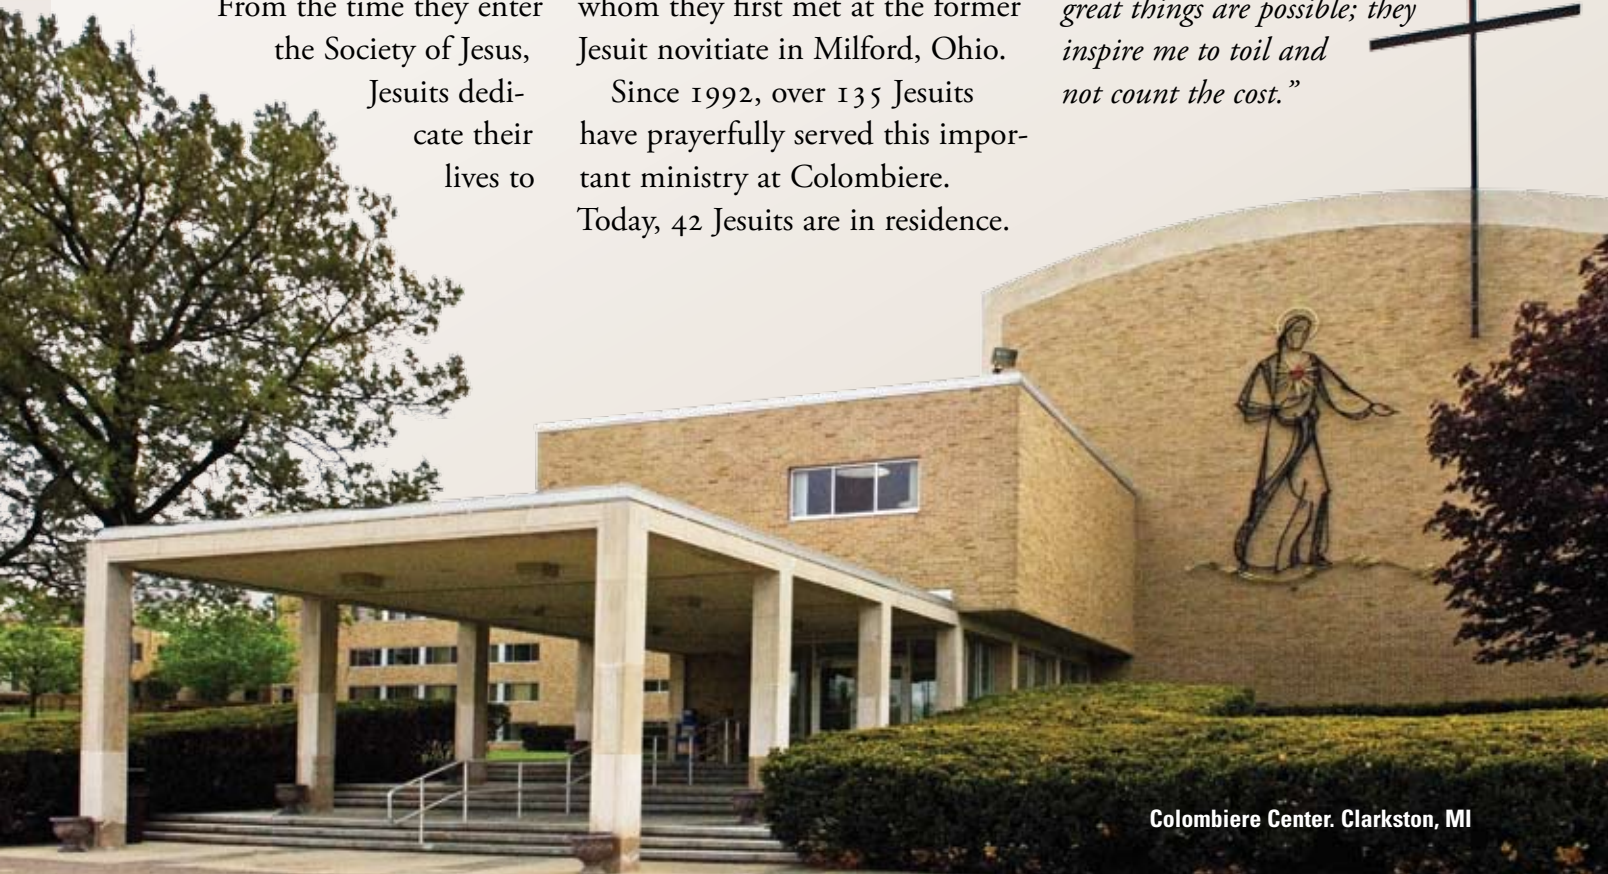 From the time they enter
the Society of Jesus,
Jesuits dedi-
cate their
lives to
whom they first met at the former
Jesuit novitiate in Milford, Ohio.
Since 1992, over 135 Jesuits
have prayerfully served this impor-
tant ministry at Colombiere.
Today, 42 Jesuits are in residence.
great things are possible; they
inspire me to toil and
not count the cost.”
Colombiere Center. Clarkston, MI